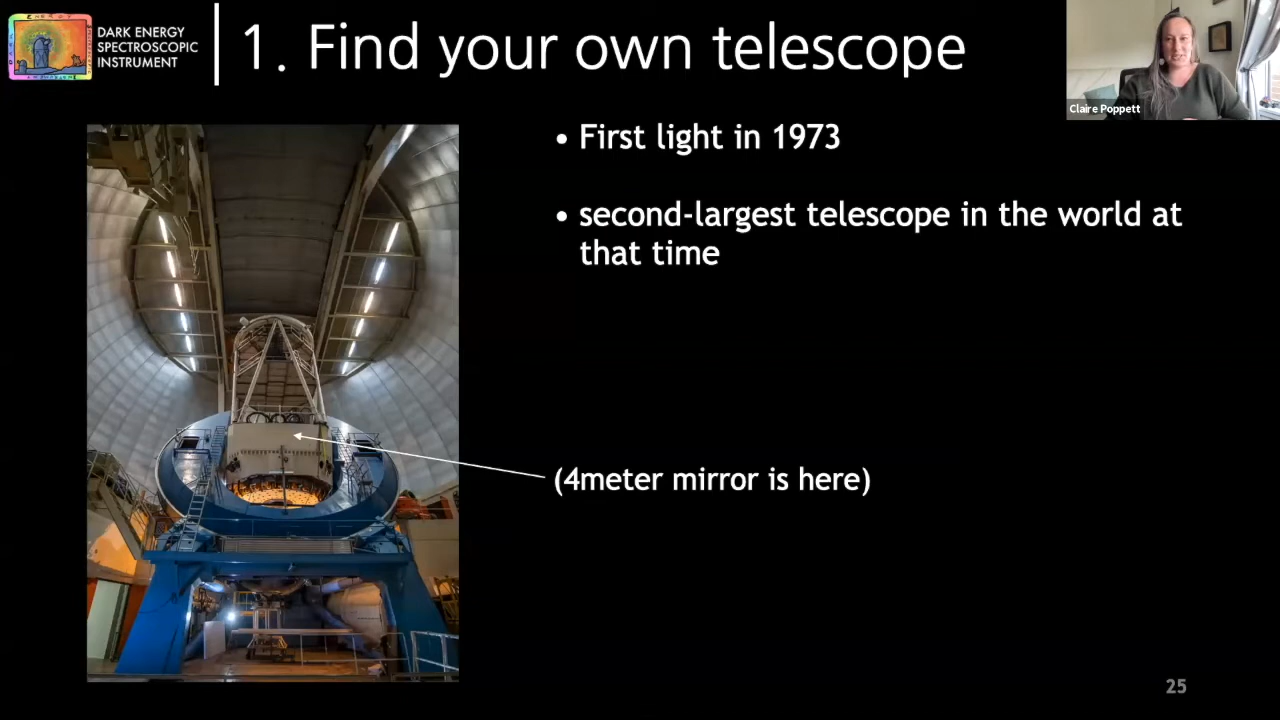 DARK ENERGY
SPECTROSCOPIC
INSTRUMENT
1. Find your own telescope
Claire Poppett
• First light in 1973
• second-largest telescope in the world at
that time
(4meter mirror is here)
25